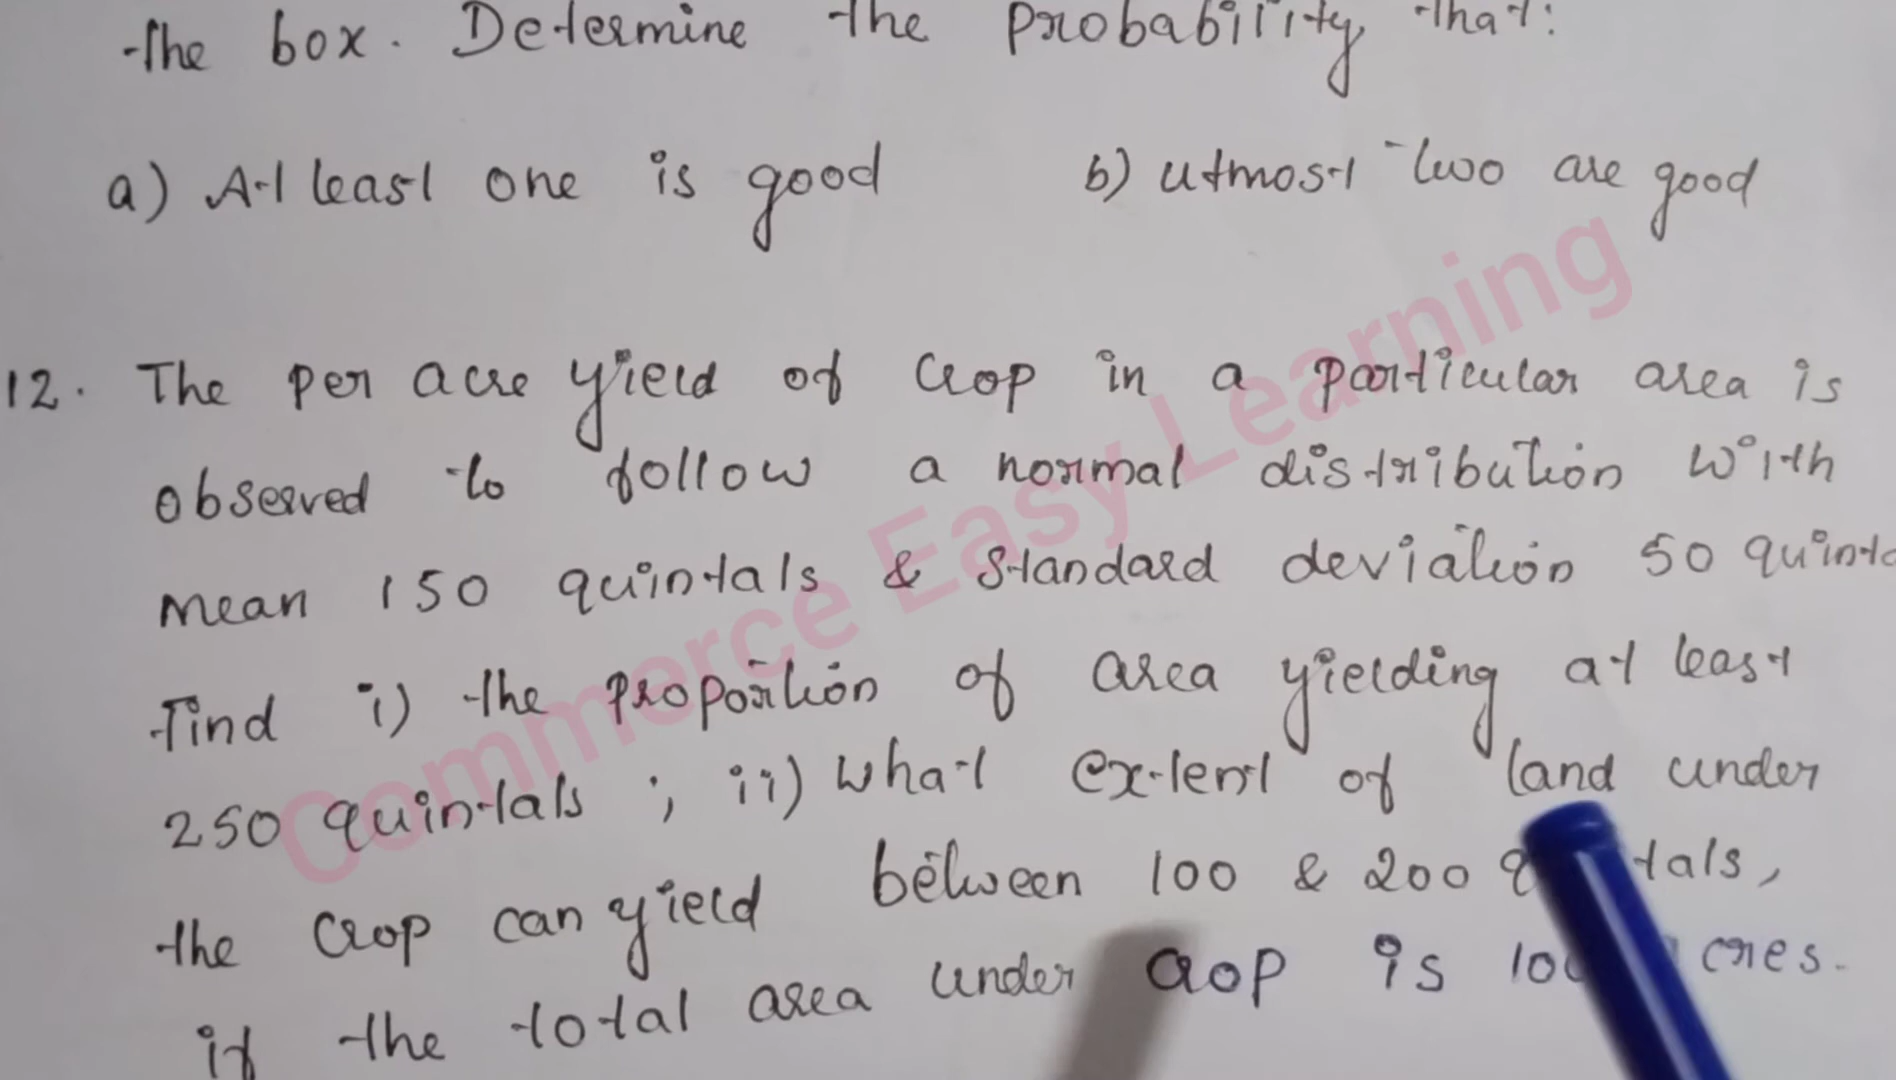 the box. Determine the probability that:
a) At least one is good b) utmost two are good
12. The per acre yield of crop in a particular area is
observed to follow a normal distribution with
mean 150 quintals & standard deviation 50
find i) the proportion of area yielding at least
250 quintals ; ii) what extent of land under
the crop can yield between 100 & 200
if the total area under crop is
Commerce Easy Learning